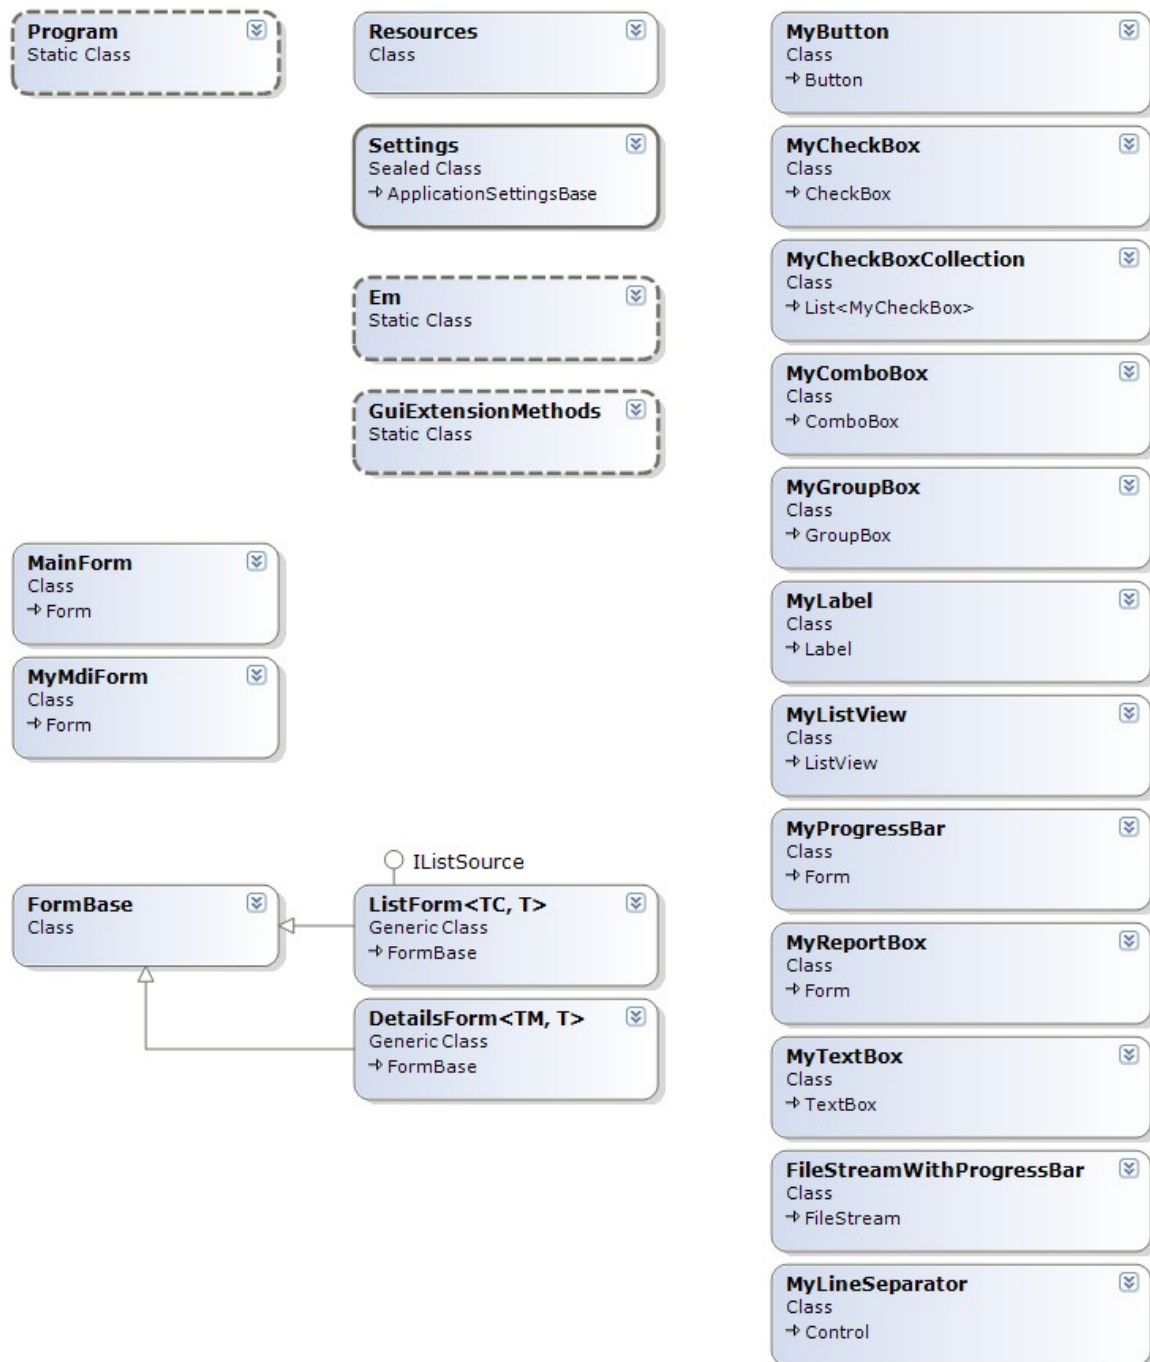 Program
Static Class
Resources
Class
Settings
Sealed Class
ApplicationSettingsBase
Em
Static Class
GuiExtensionMethods
Static Class
MainForm
Class
Form
MyMdiForm
Class
Form
FormBase
Class
IListSource
ListForm<TC, T>
Generic Class
FormBase
DetailsForm<TM, T>
Generic Class
FormBase
MyButton
Class
Button
MyCheckBox
Class
CheckBox
MyCheckBoxCollection
Class
List<MyCheckBox>
MyComboBox
Class
ComboBox
MyGroupBox
Class
GroupBox
MyLabel
Class
Label
MyListView
Class
ListView
MyProgressBar
Class
Form
MyReportBox
Class
Form
MyTextBox
Class
TextBox
FileStreamWithProgressBar
Class
FileStream
MyLineSeparator
Class
Control